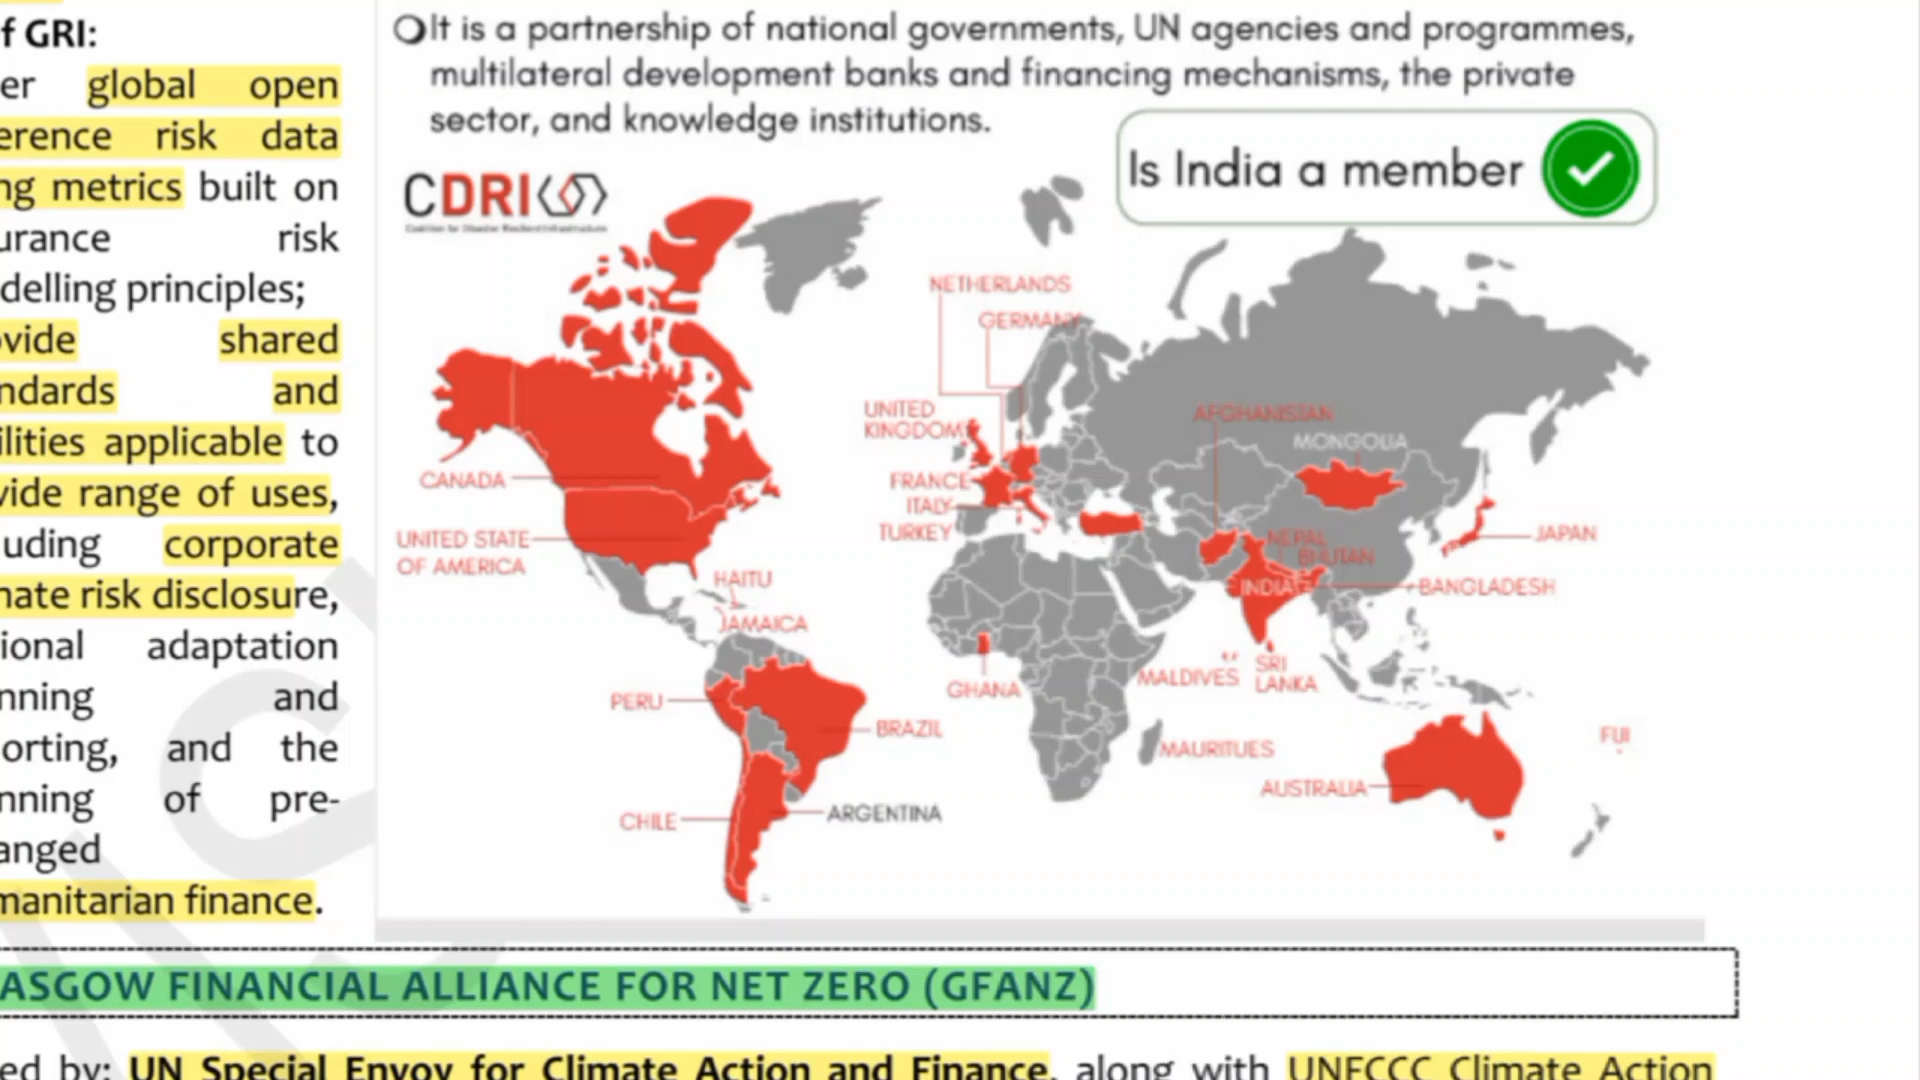 f GRI:
er global open
erence risk data
ng metrics built on
urance risk
delling principles;
vide shared
ndards and
ilities applicable to
vide range of uses,
uding corporate
nate risk disclosure,
ional adaptation
nning and
orting, and the
nning of pre-
anged
manitarian finance.
It is a partnership of national governments, UN agencies and programmes,
multilateral development banks and financing mechanisms, the private
sector, and knowledge institutions.
Is India a member
CDRI
Coalition for Disaster Resilient Infrastructure
NETHERLANDS
GERMANY
UNITED
KINGDOM
AFGHANISTAN
MONGOLIA
CANADA
FRANCE
ITALY
TURKEY
UNITED STATE
OF AMERICA
NEPAL
BHUTAN
JAPAN
INDIA
BANGLADESH
HAITU
JAMAICA
PERU
BRAZIL
GHANA
MALDIVES
SRI
LANKA
MAURITUES
FIJI
AUSTRALIA
CHILE
ARGENTINA
ASGOW FINANCIAL ALLIANCE FOR NET ZERO (GFANZ)
ed by: UN Special Envoy for Climate Action and Finance, along with UNFCCC Climate Action